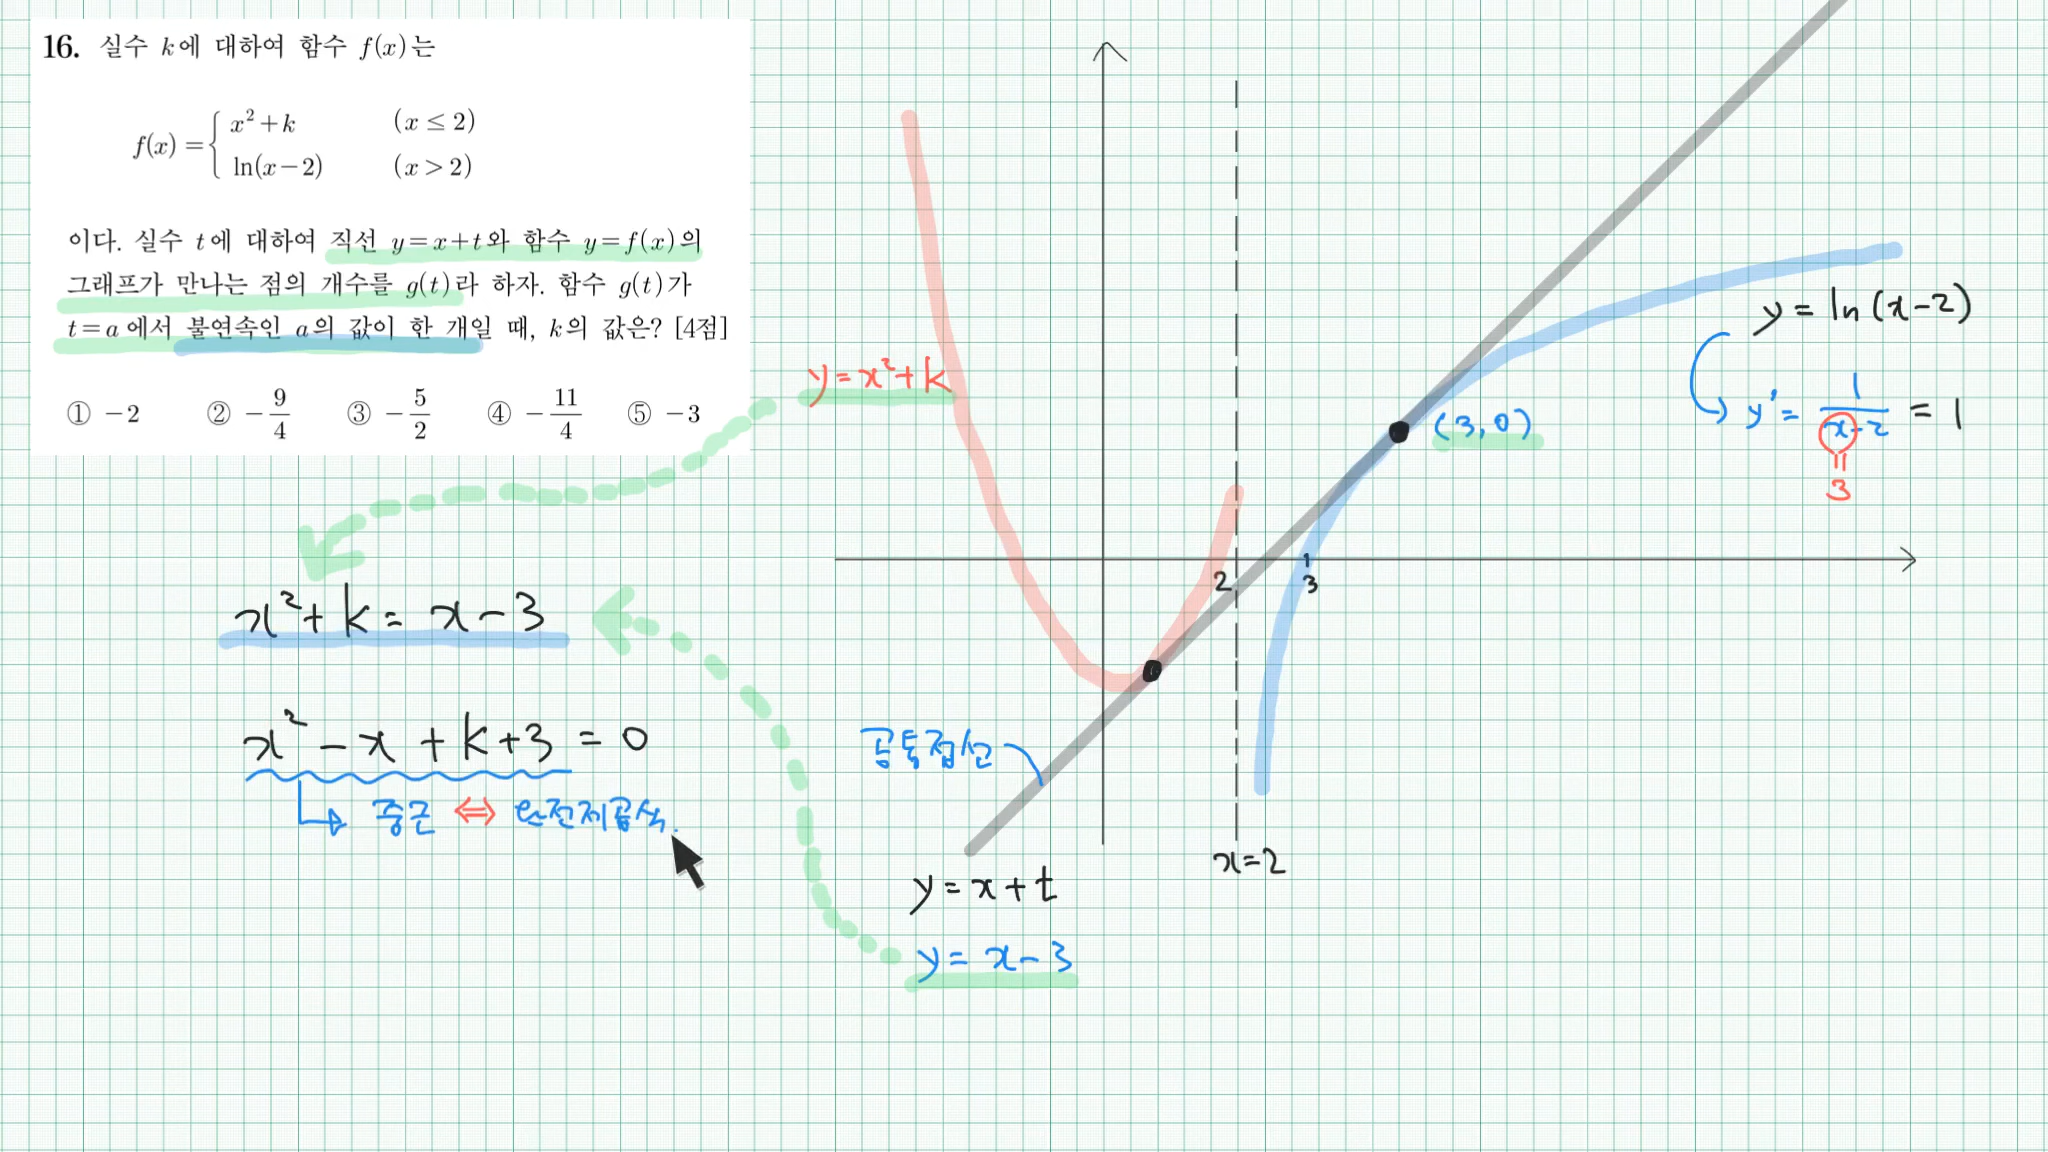 16. 실수 k에 대하여 함수 f(x)는
f(x) = { x² + k (x ≤ 2)
ln(x−2) (x > 2)
이다. 실수 t에 대하여 직선 y=x+t와 함수 y=f(x)의
그래프가 만나는 점의 개수를 g(t)라 하자. 함수 g(t)가
t=a에서 불연속인 a의 값이 한 개일 때, k의 값은? [4점]
① −2 ② −9/4 ③ −5/2 ④ −11/4 ⑤ −3
x² + k = x − 3
x² − x + k + 3 = 0
중근 ⇔ 완전제곱식.
y = x² + k
2
3
(3, 0)
y = ln (x−2)
y' = 1/(x−2) = 1
=
3
공통접선
x=2
y = x + t
y = x − 3